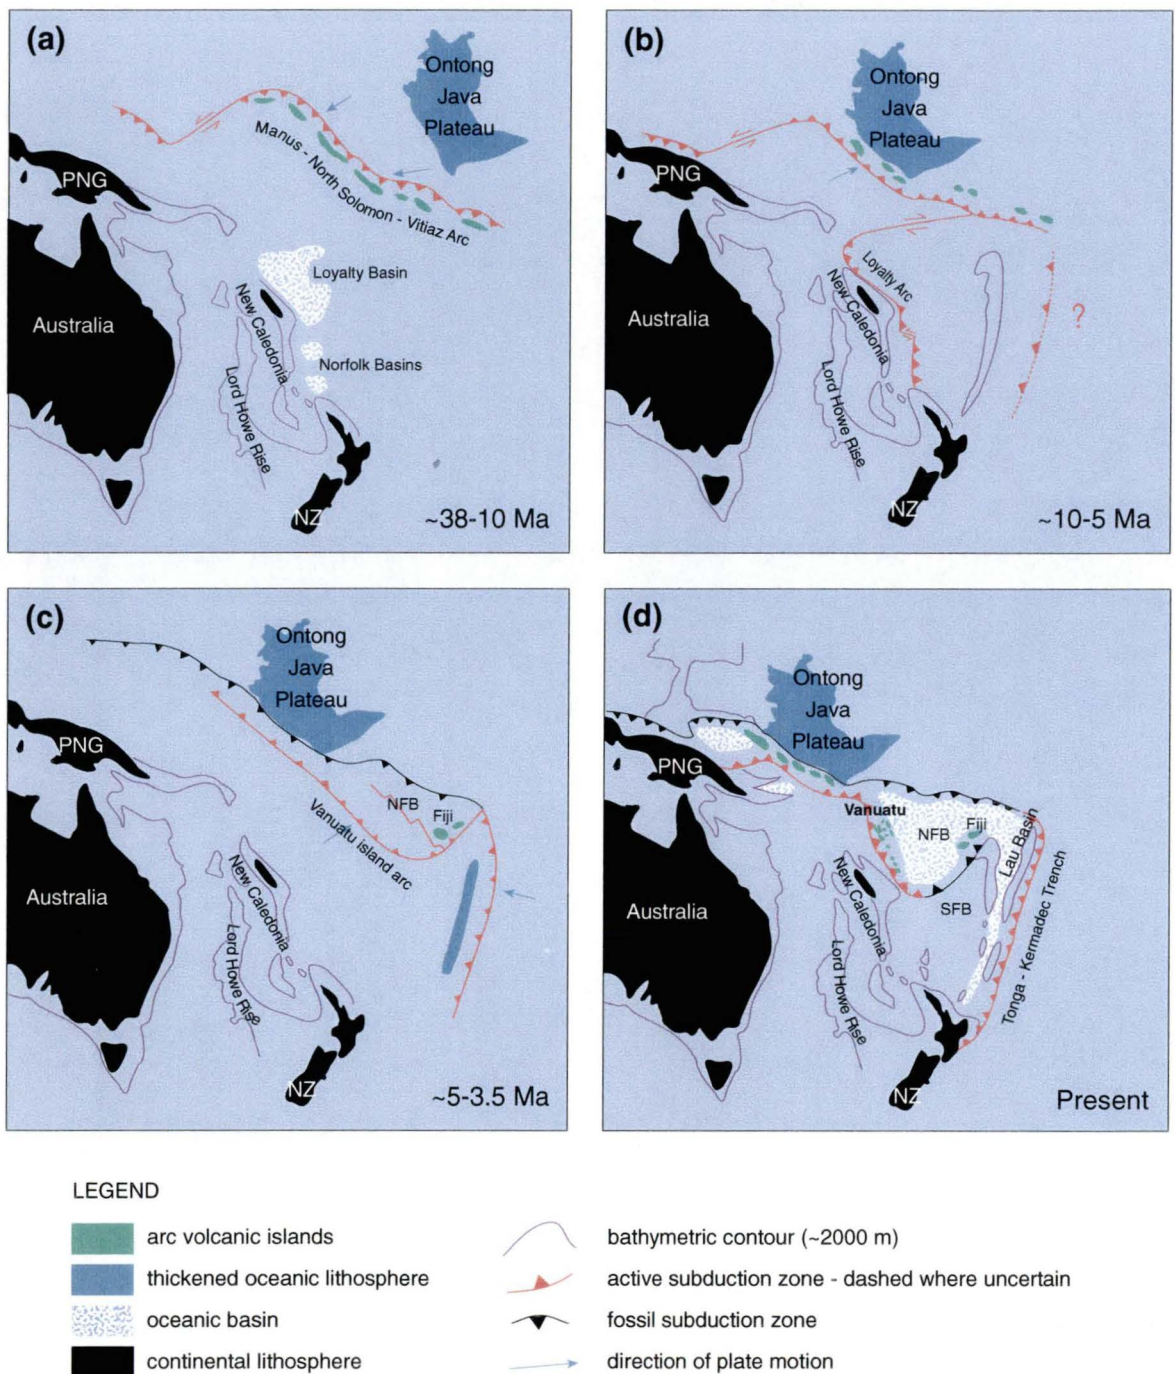 (a)
Ontong
Java
Plateau
Manus - North Solomon - Vitiaz Arc
PNG
Loyalty Basin
New Caledonia
Australia
Norfolk Basins
Lord Howe Rise
NZ
~38-10 Ma
(b)
Ontong
Java
Plateau
PNG
Loyalty Arc
New Caledonia
?
Australia
Lord Howe Rise
NZ
~10-5 Ma
(c)
Ontong
Java
Plateau
PNG
NFB
Fiji
Vanuatu island arc
New Caledonia
Australia
Lord Howe Rise
NZ
~5-3.5 Ma
(d)
Ontong
Java
Plateau
PNG
Vanuatu
NFB
Fiji
Lau Basin
New Caledonia
SFB
Australia
Lord Howe Rise
Tonga - Kermadec Trench
NZ
Present
LEGEND
arc volcanic islands
thickened oceanic lithosphere
oceanic basin
continental lithosphere
bathymetric contour (~2000 m)
active subduction zone - dashed where uncertain
fossil subduction zone
direction of plate motion